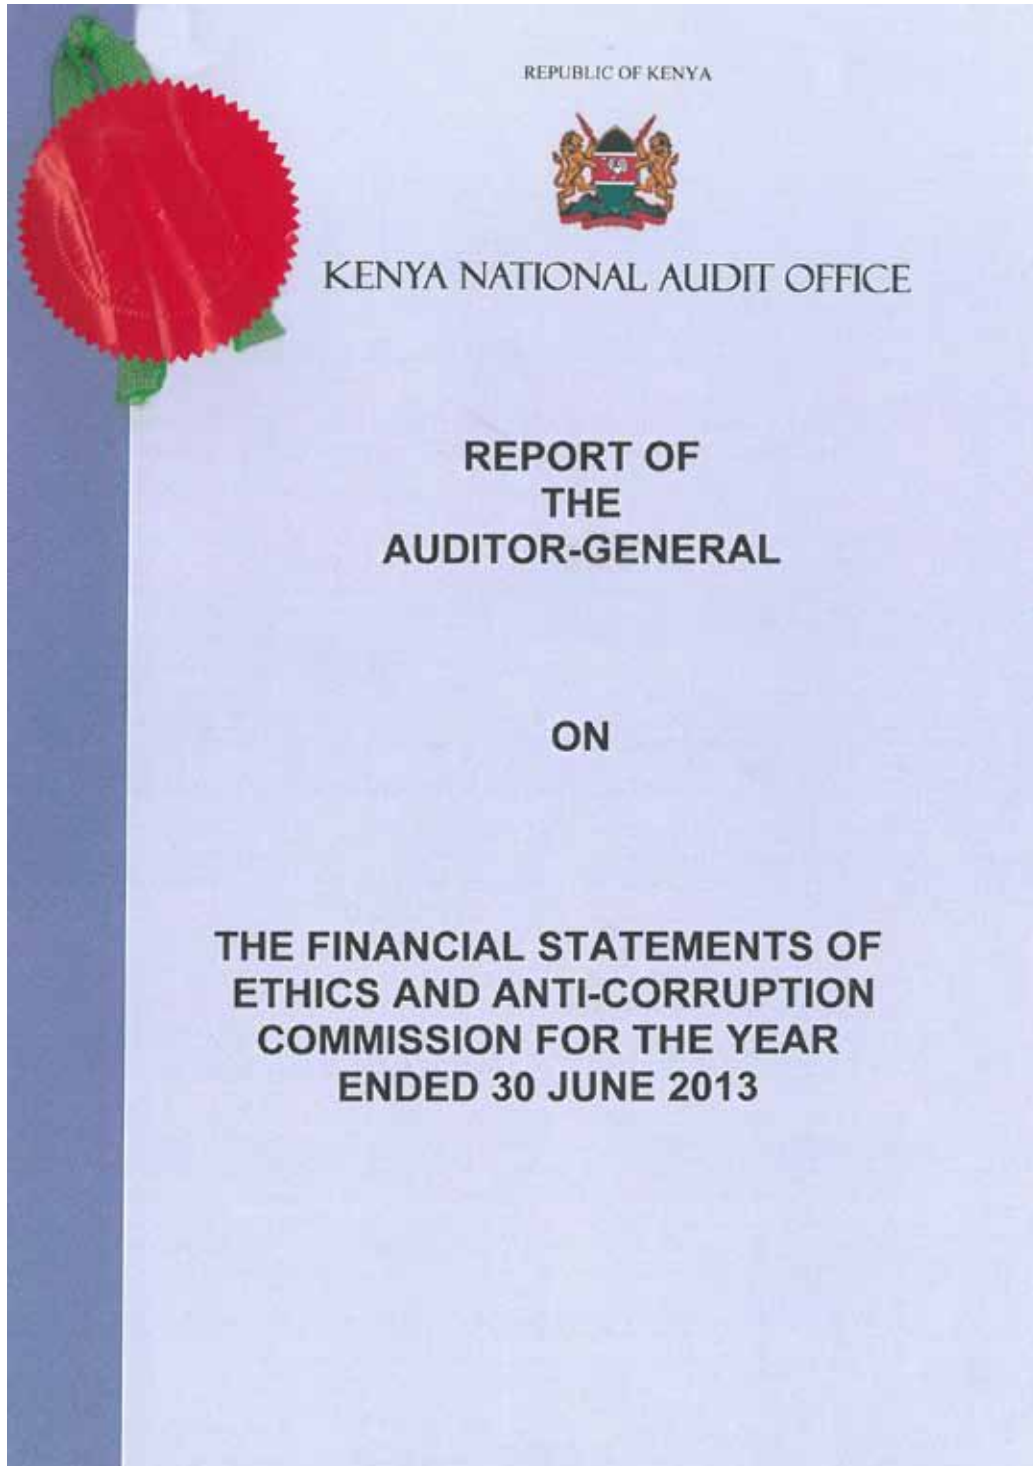 REPUBLIC OF KENYA
KENYA NATIONAL AUDIT OFFICE
REPORT OF
THE
AUDITOR-GENERAL
ON
THE FINANCIAL STATEMENTS OF
ETHICS AND ANTI-CORRUPTION
COMMISSION FOR THE YEAR
ENDED 30 JUNE 2013